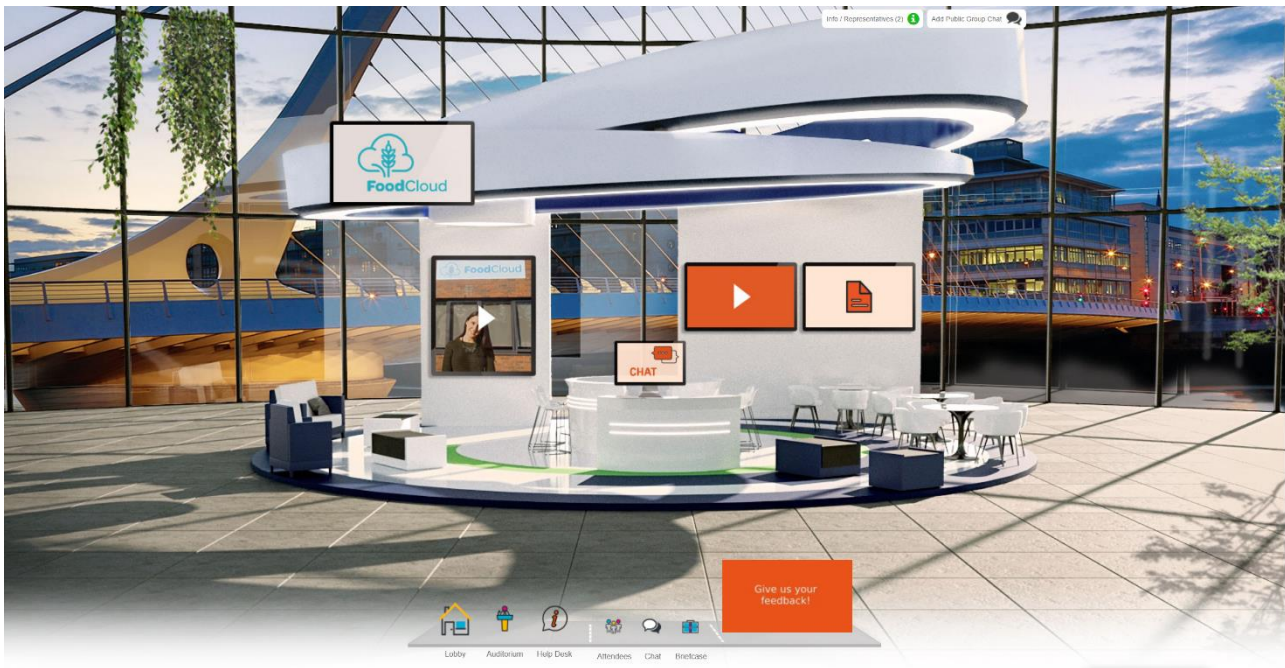 Info / Representatives (2)
Add Public Group Chat
FoodCloud
FoodCloud
CHAT
Give us your
feedback!
Lobby
Auditorium
Help Desk
Attendees
Chat
Briefcase